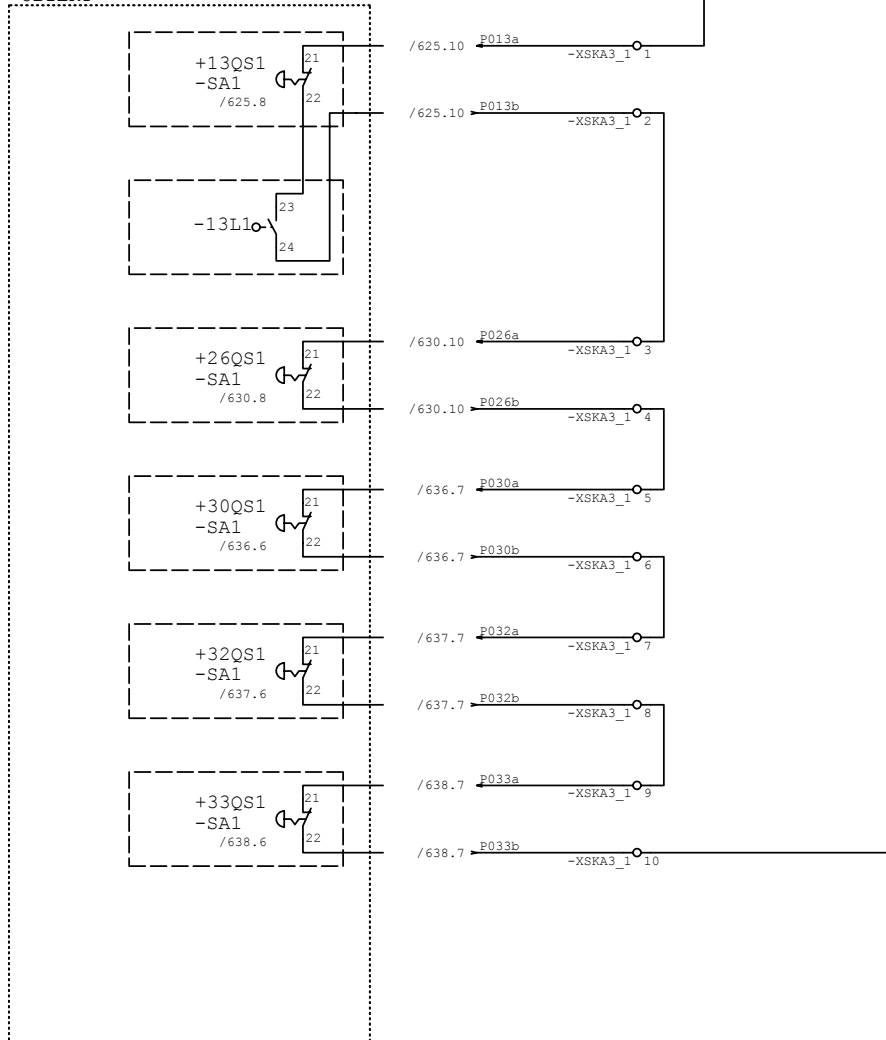 +13QS1
-SA1
/625.8
21
22
/625.10
P013a
-XSKA3_1
1
/625.10
P013b
-XSKA3_1
2
-13L1
23
24
+26QS1
-SA1
/630.8
21
22
/630.10
P026a
-XSKA3_1
3
/630.10
P026b
-XSKA3_1
4
+30QS1
-SA1
/636.6
21
22
/636.7
P030a
-XSKA3_1
5
/636.7
P030b
-XSKA3_1
6
+32QS1
-SA1
/637.6
21
22
/637.7
P032a
-XSKA3_1
7
/637.7
P032b
-XSKA3_1
8
+33QS1
-SA1
/638.6
21
22
/638.7
P033a
-XSKA3_1
9
/638.7
P033b
-XSKA3_1
10